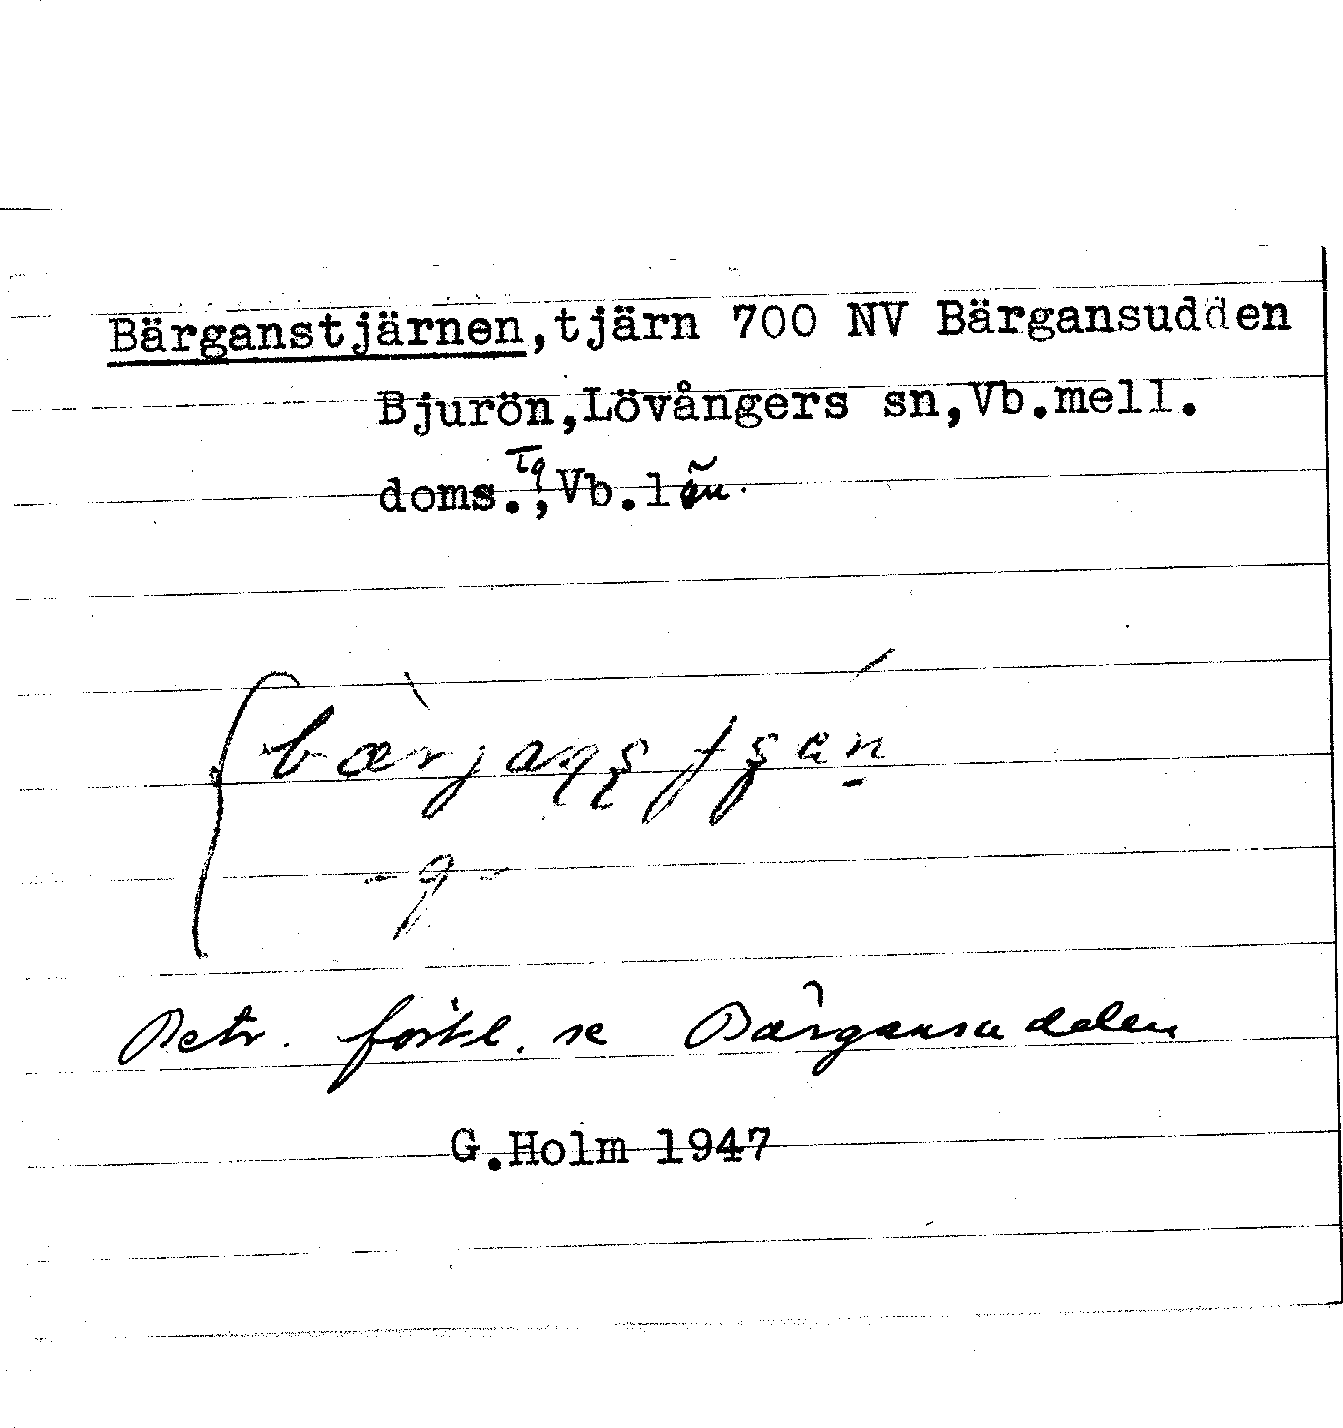 Bärganstjärnen,tjärn 700 NV Bärgansudden
Bjurön,Lövångers sn,Vb.mell.
doms.tg,Vb.län.
-g-
Betr. förkl. se Bärgansudden
G.Holm 1947